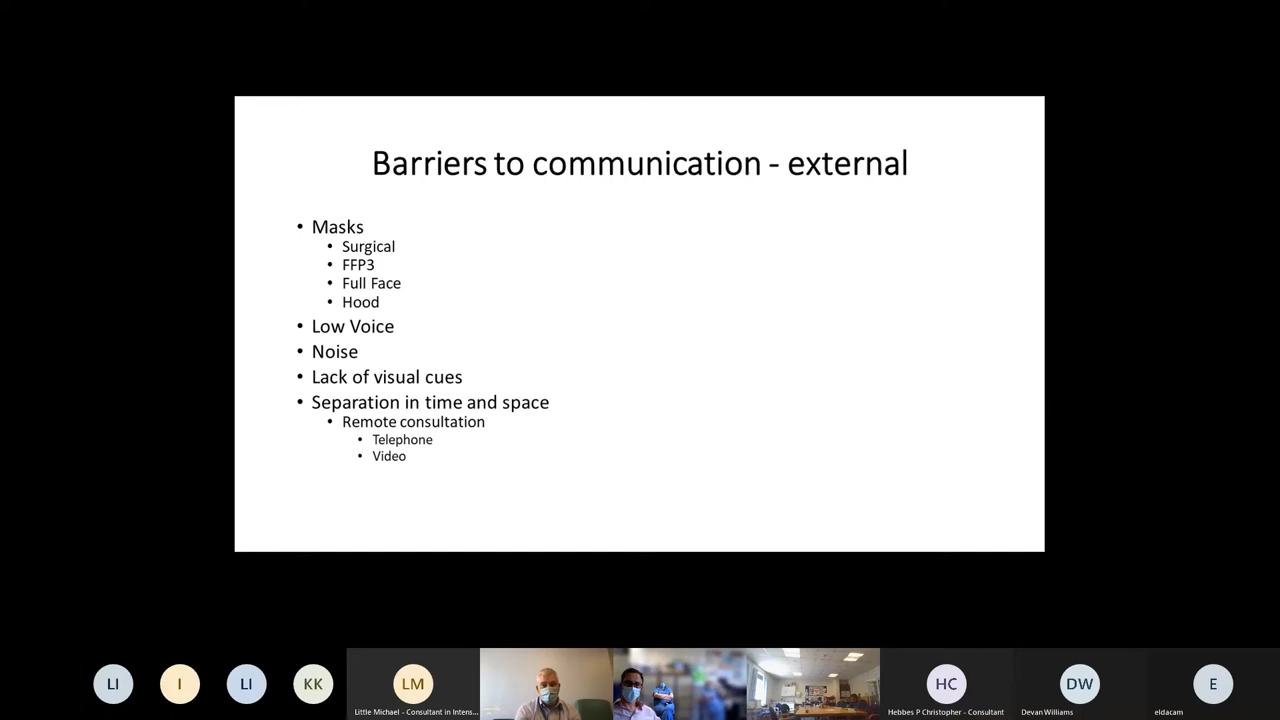 Barriers to communication - external
• Masks
• Surgical
• FFP3
• Full Face
• Hood
• Low Voice
• Noise
• Lack of visual cues
• Separation in time and space
• Remote consultation
• Telephone
• Video
LI
I
LI
KK
LM
HC
DW
E
Little Michael - Consultant in Intens...
Hebbes P Christopher - Consultant
Devan Williams
eldacam